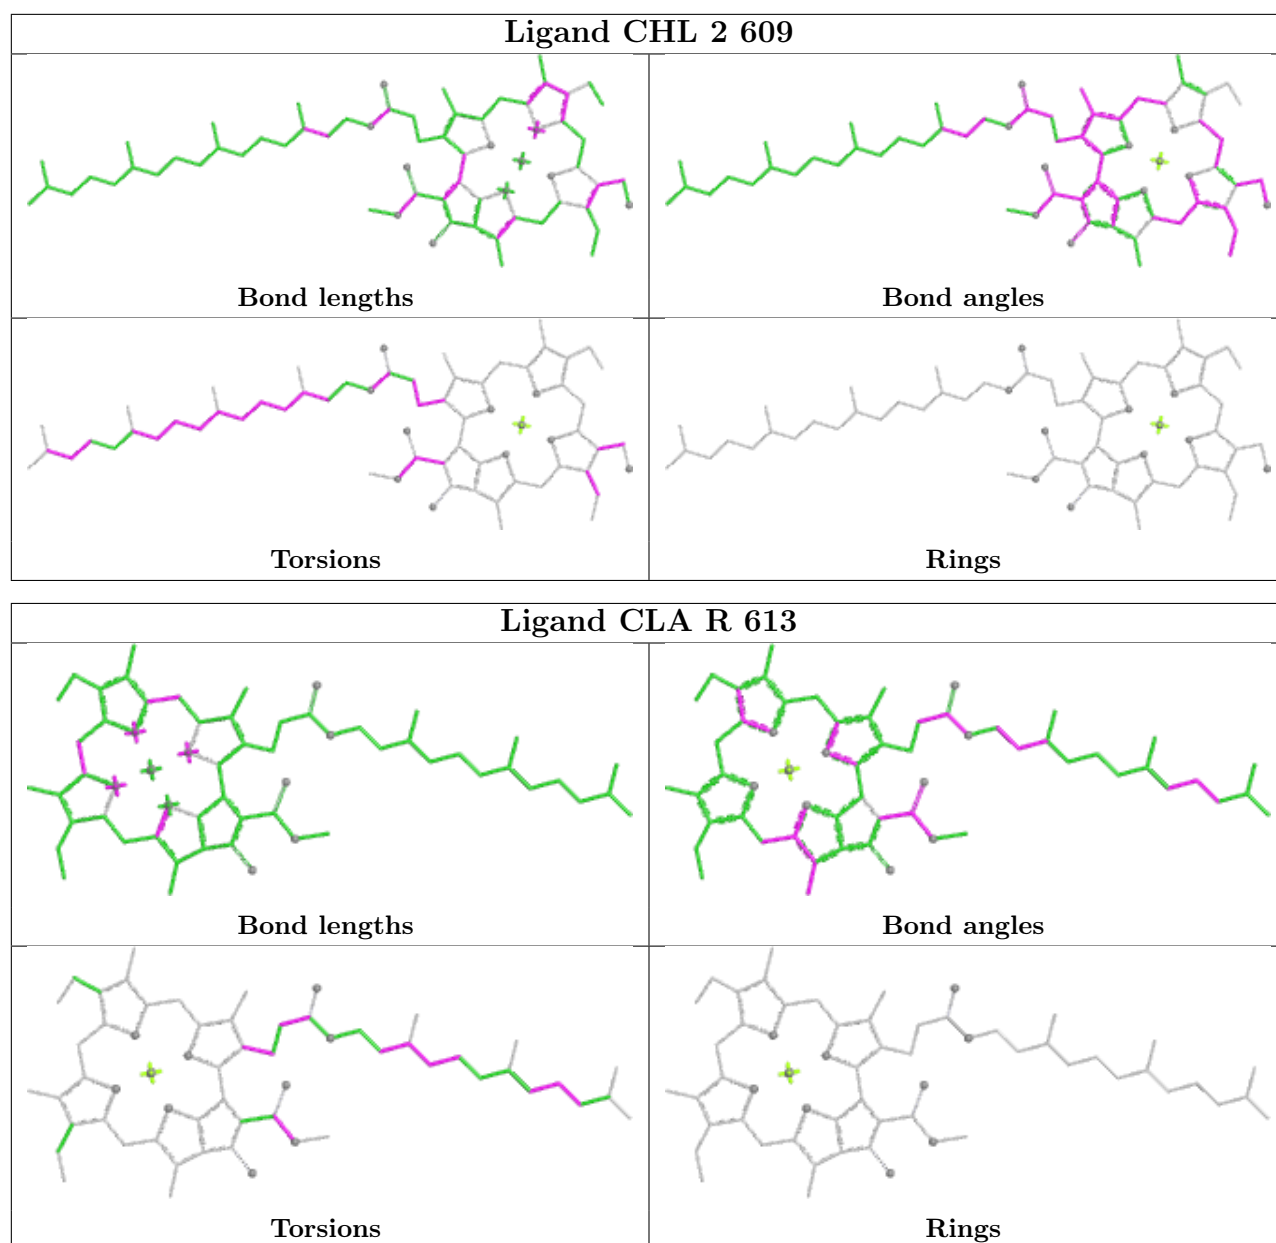 Ligand CHL 2 609
Bond lengths
Bond angles
Torsions
Rings
Ligand CLA R 613
Bond lengths
Bond angles
Torsions
Rings